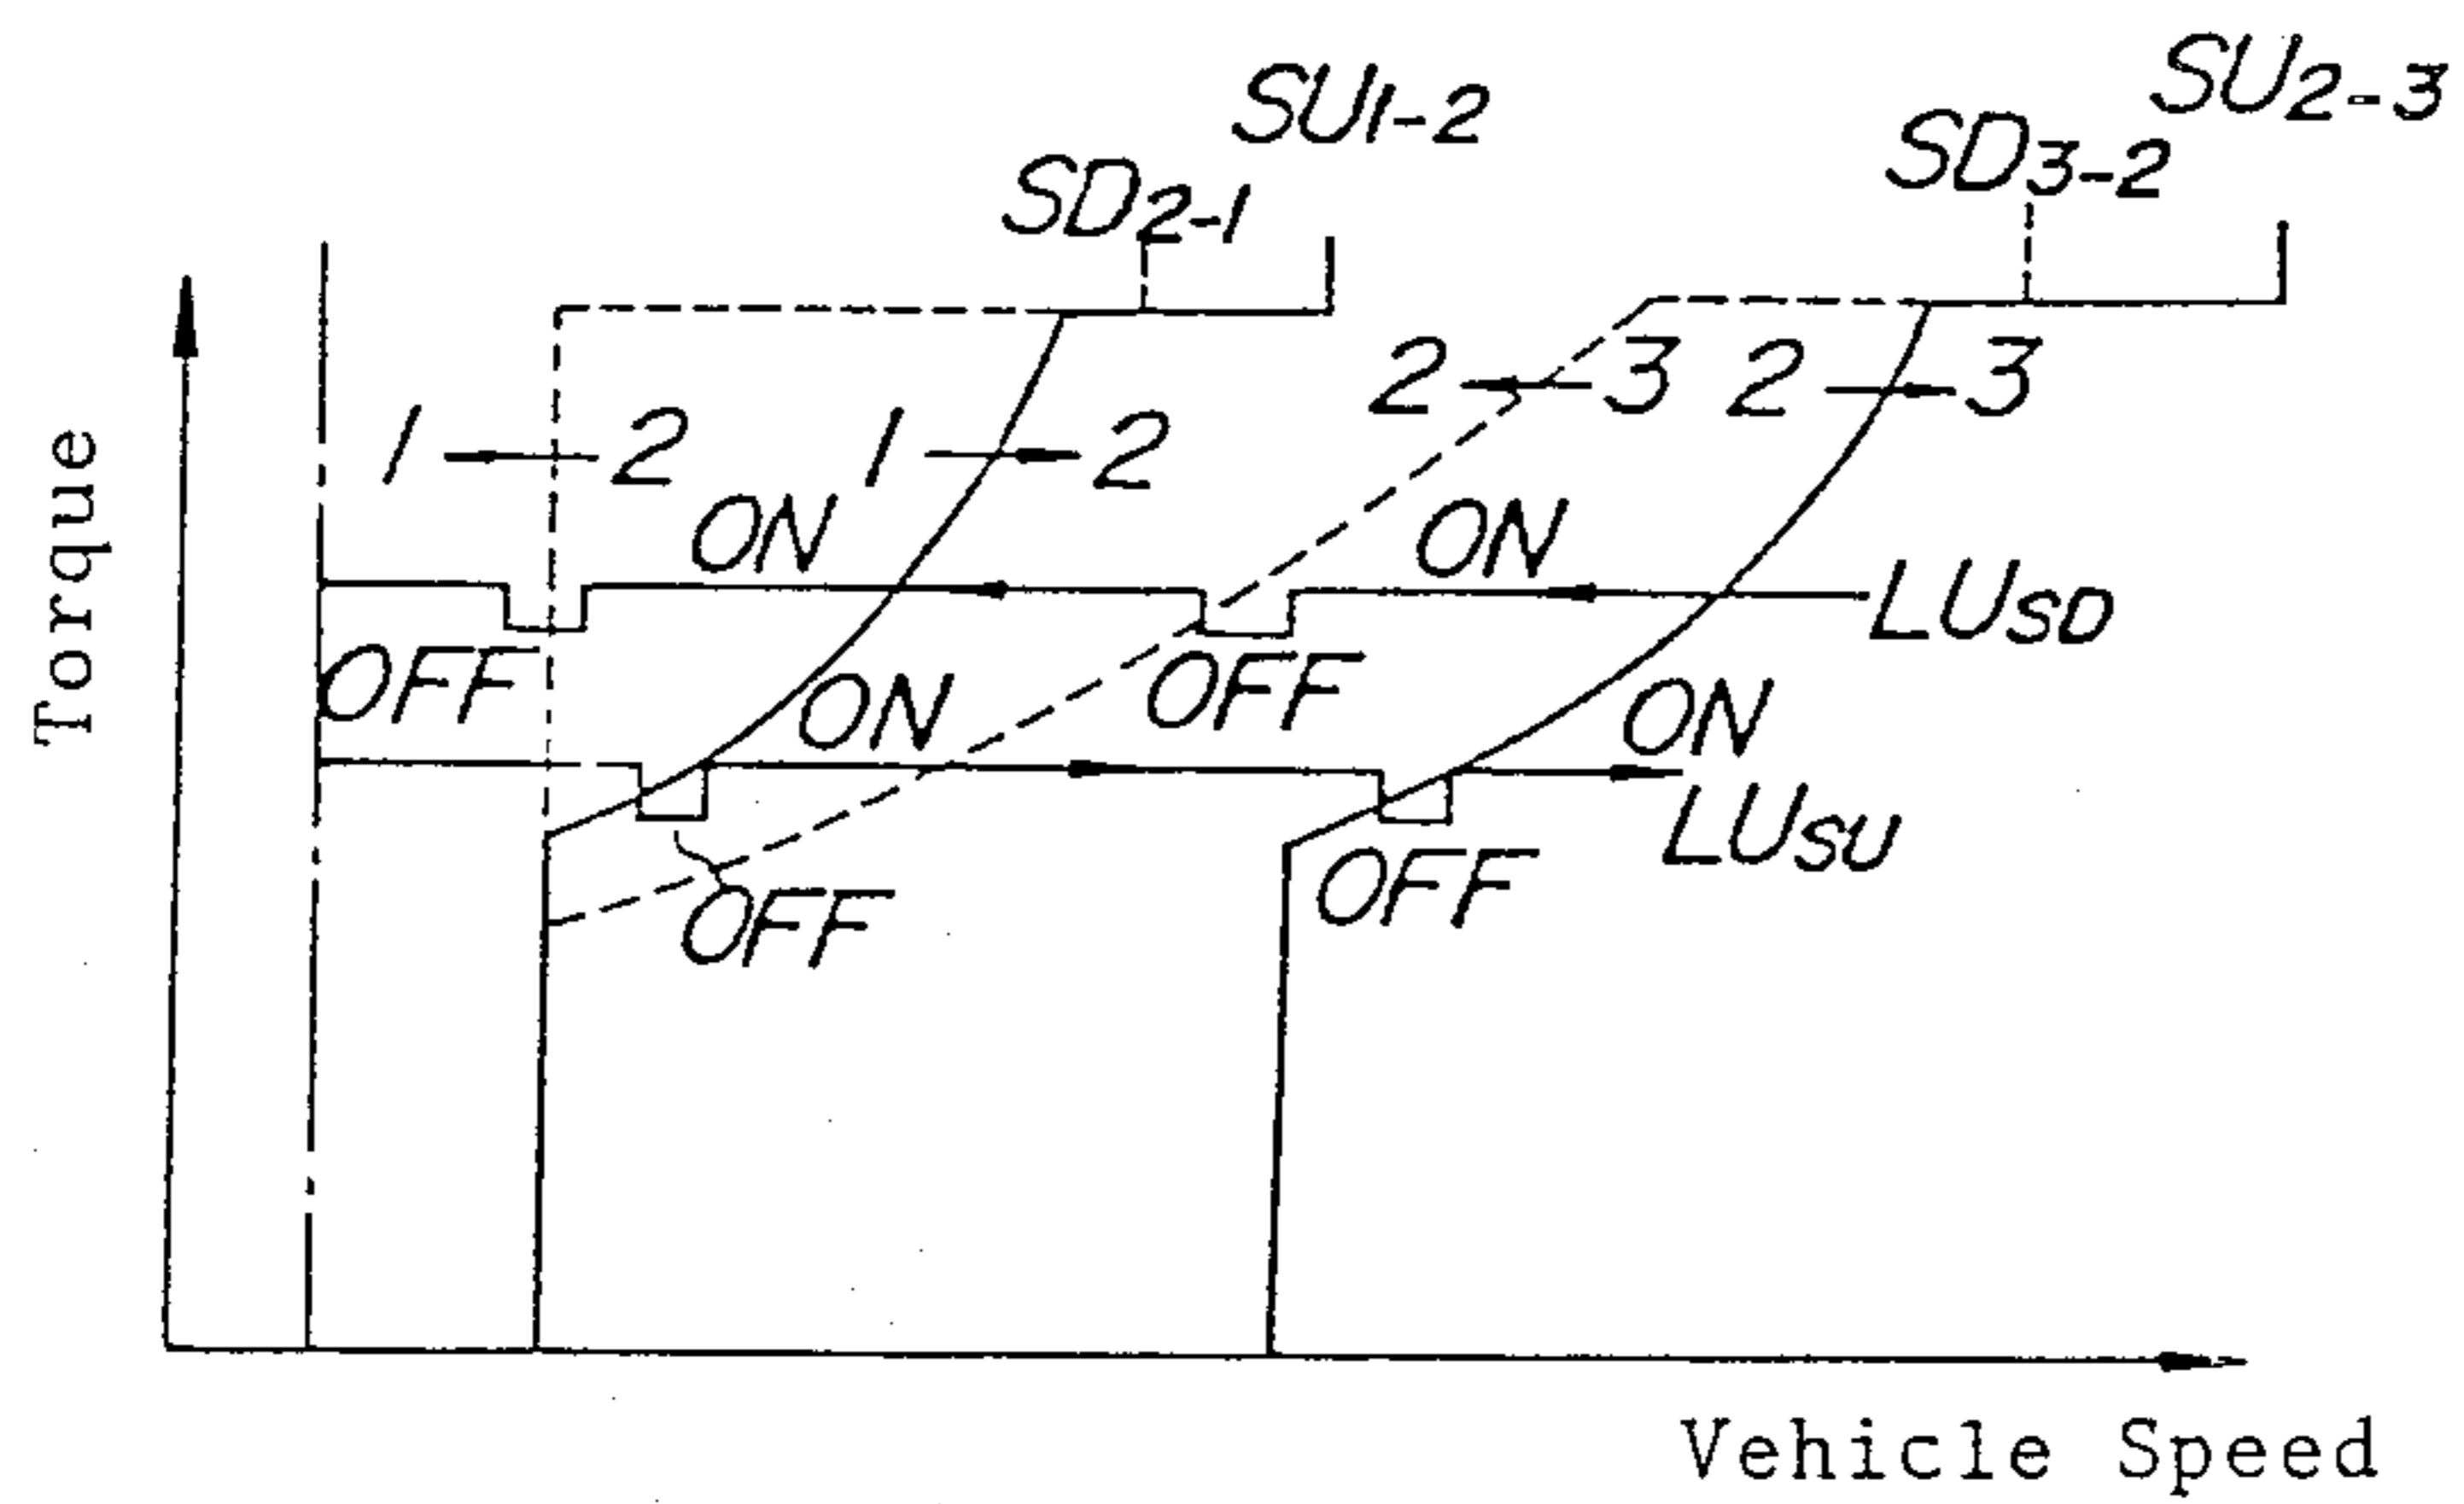 SU2-3
SU1-2
SD3-2
SD2-1
2 3 2 3
1 2 1 2
ON ON
Torque
LUSD
OFF ON OFF ON
LUSU
OFF OFF
Vehicle Speed